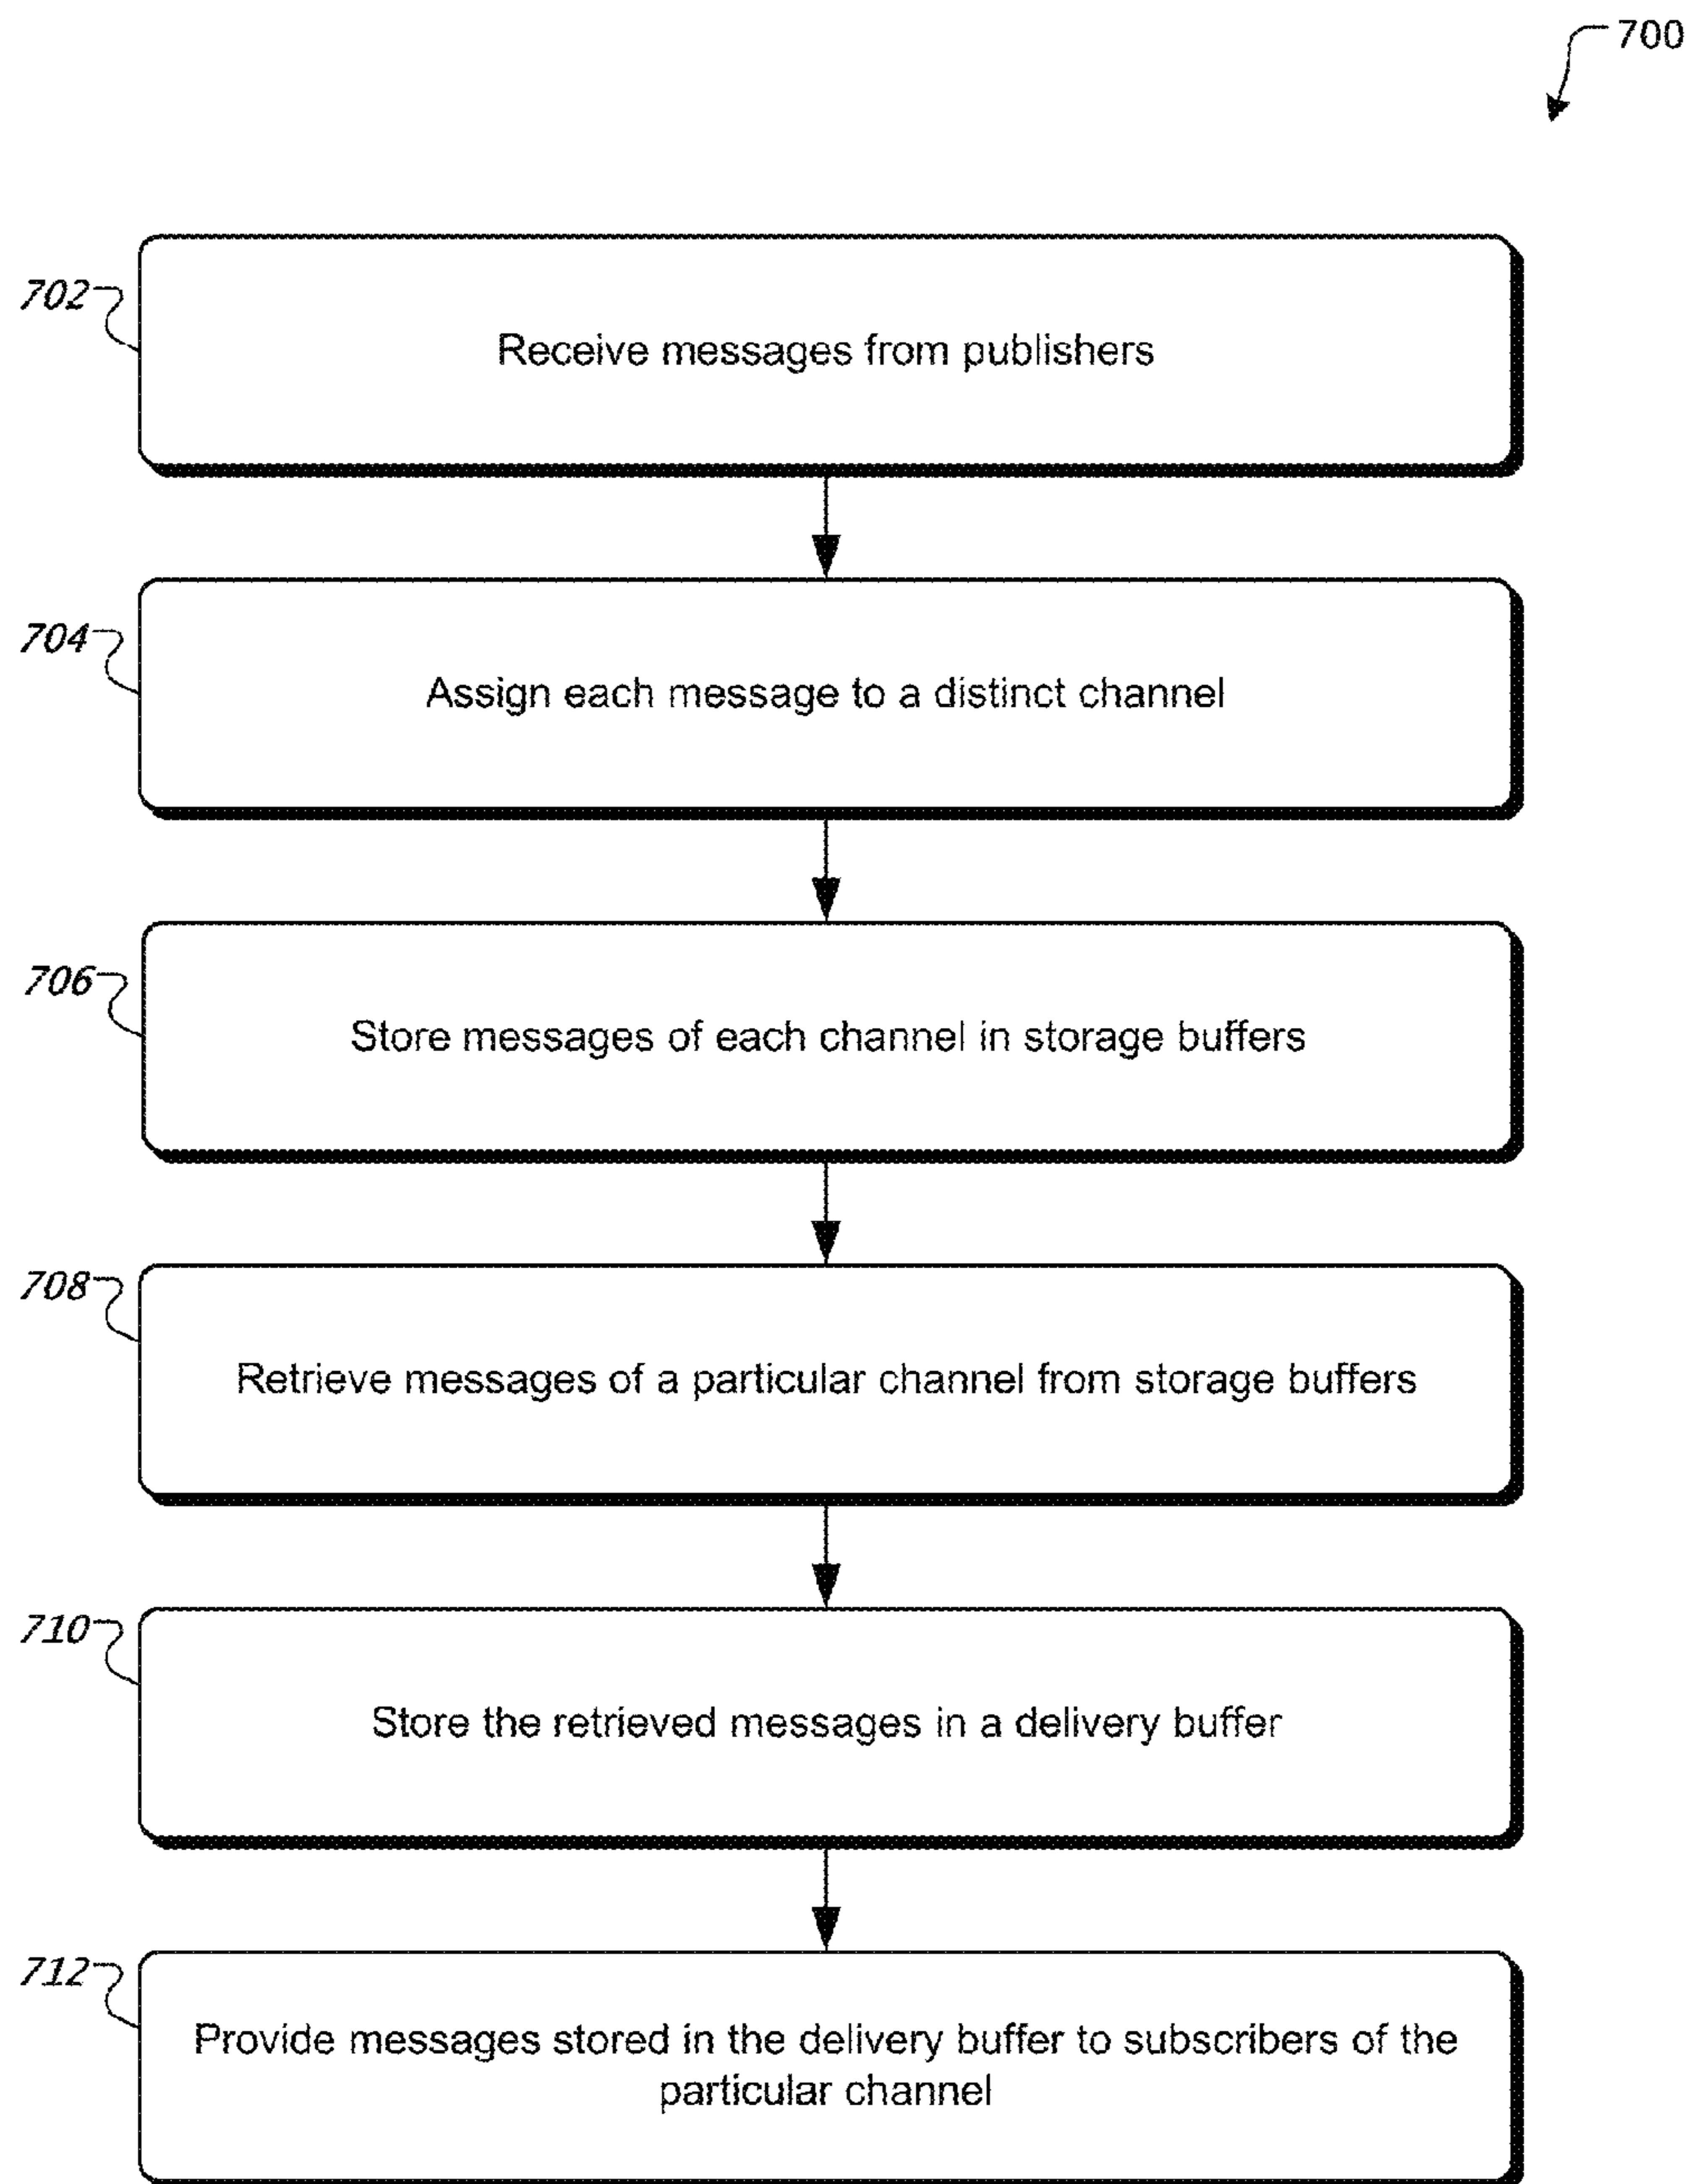 700
702
Receive messages from publishers
704
Assign each message to a distinct channel
706
Store messages of each channel in storage buffers
708
Retrieve messages of a particular channel from storage buffers
710
Store the retrieved messages in a delivery buffer
712
Provide messages stored in the delivery buffer to subscribers of the
particular channel